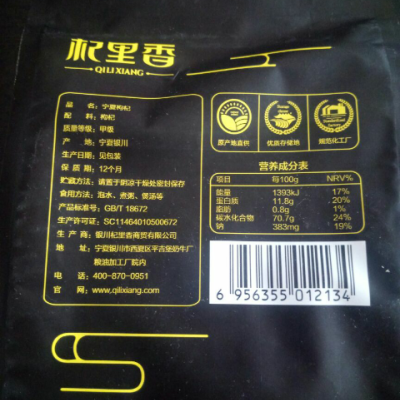 杞里香
QI LI XIANG
品 名：宁夏枸杞
配 料：枸杞
质量等级：甲级
产 地：宁夏银川
生产日期：见包装
保 质 期：12个月
贮藏方法：请置于阴凉干燥处密封保存
食用方法：泡水、煮粥、煲汤等
产品标准号：GB/T 18672
生产许可证：SC11464010500672
生 产 商：银川杞里香商贸有限公司
地 址：宁夏银川市西夏区平吉堡奶牛厂
粮油加工厂院内
电 话：400-870-0951
官 网：www.qilixiang.com
原产地直供
优质存储地
规范化工厂
营养成分表
项目 每100g NRV%
能量 1393kJ 17%
蛋白质 11.8g 20%
脂肪 0.8g 1%
碳水化合物 70.7g 24%
钠 383mg 19%
6 956355 012134